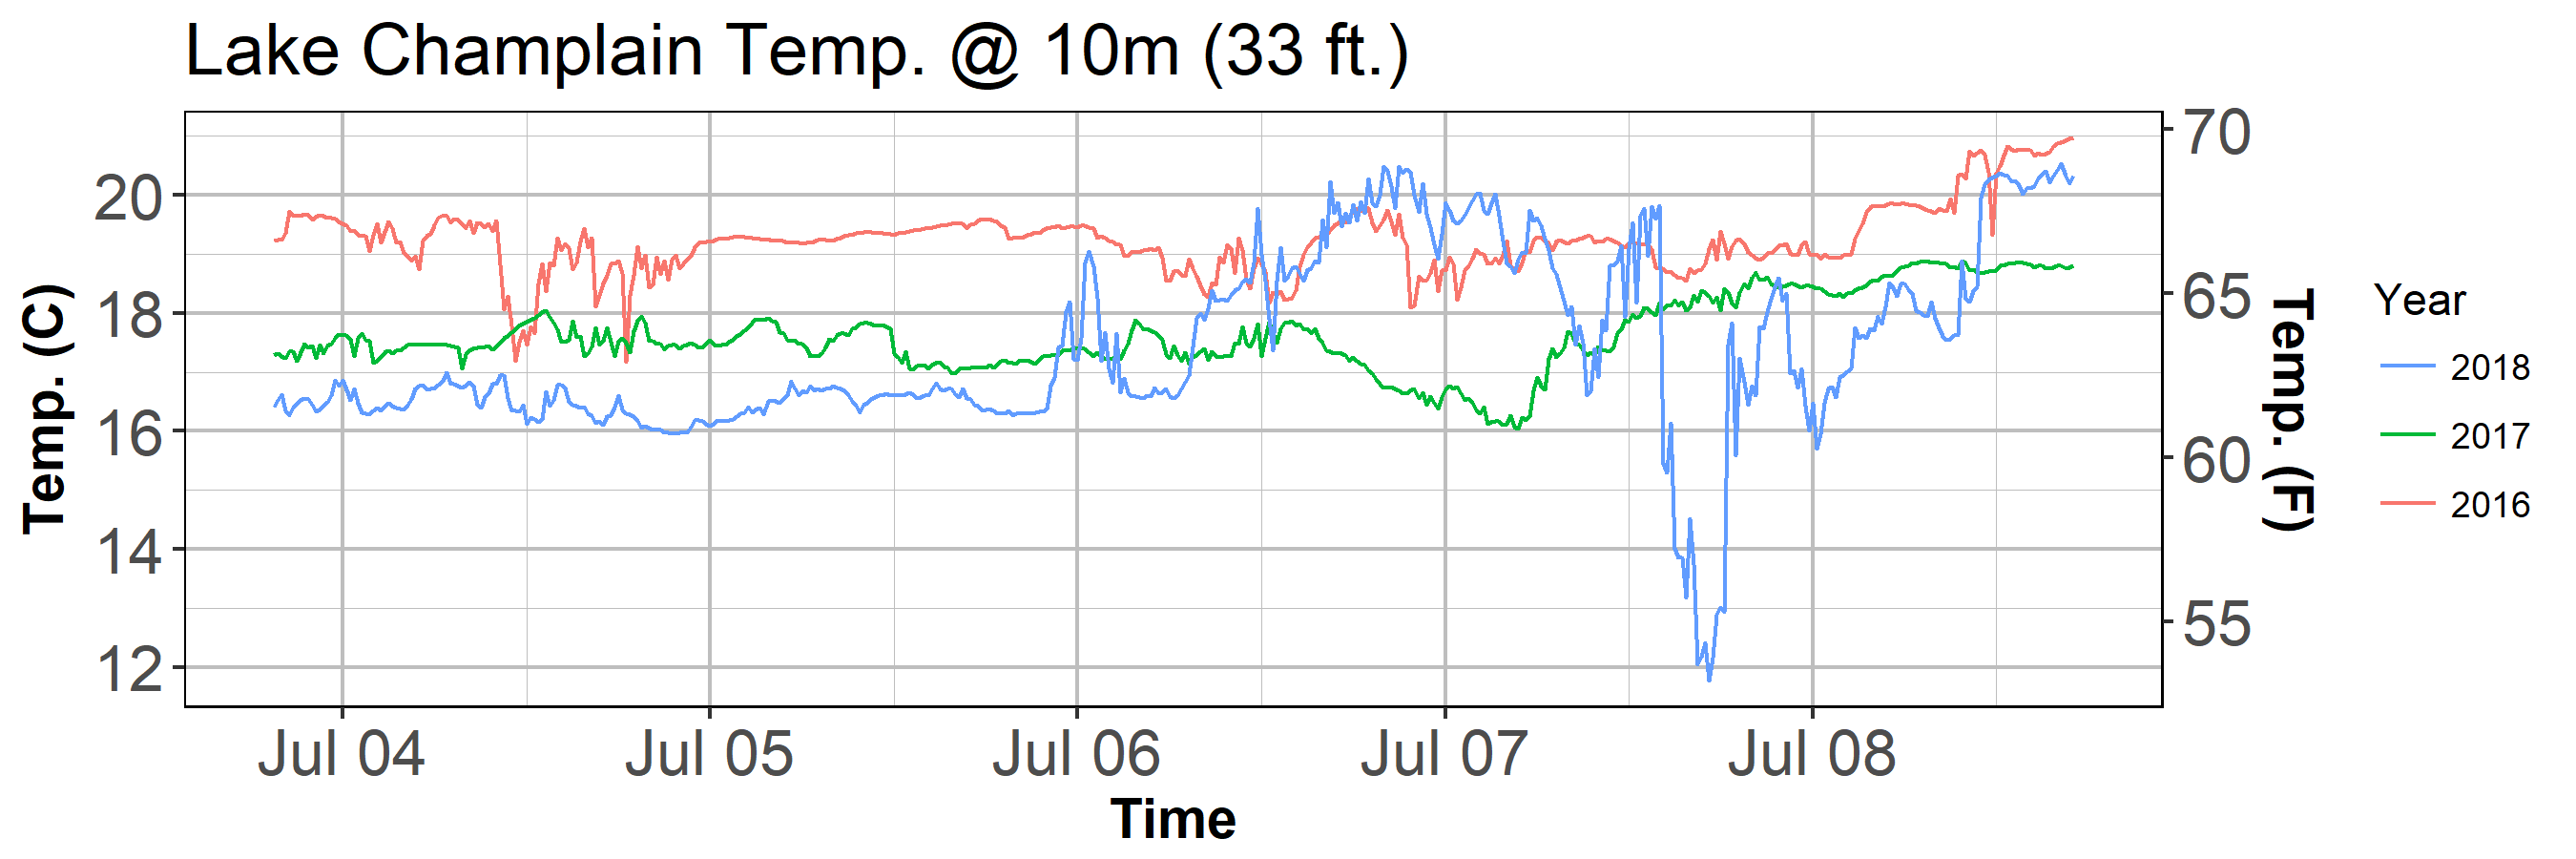 Lake Champlain Temp. @ 10m (33 ft.)
Temp. (C)
20
18
16
14
12
70
65
60
55
Temp. (F)
Jul 04 Jul 05 Jul 06 Jul 07 Jul 08
Time
Year
2018
2017
2016